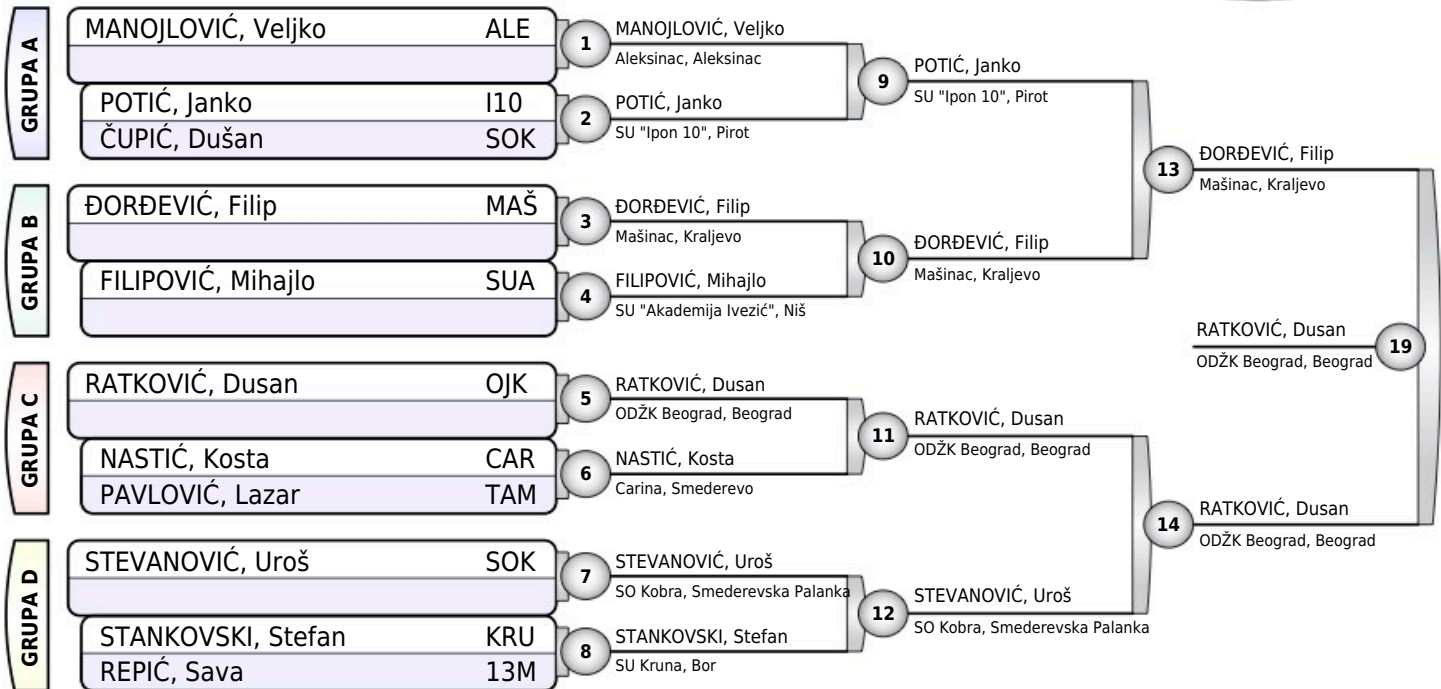 GRUPA A
MANOJLOVIĆ, Veljko ALE
POTIĆ, Janko I10
ČUPIĆ, Dušan SOK
GRUPA B
ĐORĐEVIĆ, Filip MAŠ
FILIPOVIĆ, Mihajlo SUA
GRUPA C
RATKOVIĆ, Dusan OJK
NASTIĆ, Kosta CAR
PAVLOVIĆ, Lazar TAM
GRUPA D
STEVANOVIĆ, Uroš SOK
STANKOVSKI, Stefan KRU
REPIĆ, Sava 13M
1
MANOJLOVIĆ, Veljko
Aleksinac, Aleksinac
2
POTIĆ, Janko
SU "Ipon 10", Pirot
3
ĐORĐEVIĆ, Filip
Mašinac, Kraljevo
4
FILIPOVIĆ, Mihajlo
SU "Akademija Ivezić", Niš
5
RATKOVIĆ, Dusan
ODŽK Beograd, Beograd
6
NASTIĆ, Kosta
Carina, Smederevo
7
STEVANOVIĆ, Uroš
SO Kobra, Smederevska Palanka
8
STANKOVSKI, Stefan
SU Kruna, Bor
9
POTIĆ, Janko
SU "Ipon 10", Pirot
10
ĐORĐEVIĆ, Filip
Mašinac, Kraljevo
11
RATKOVIĆ, Dusan
ODŽK Beograd, Beograd
12
STEVANOVIĆ, Uroš
SO Kobra, Smederevska Palanka
13
ĐORĐEVIĆ, Filip
Mašinac, Kraljevo
14
RATKOVIĆ, Dusan
ODŽK Beograd, Beograd
RATKOVIĆ, Dusan
ODŽK Beograd, Beograd
19